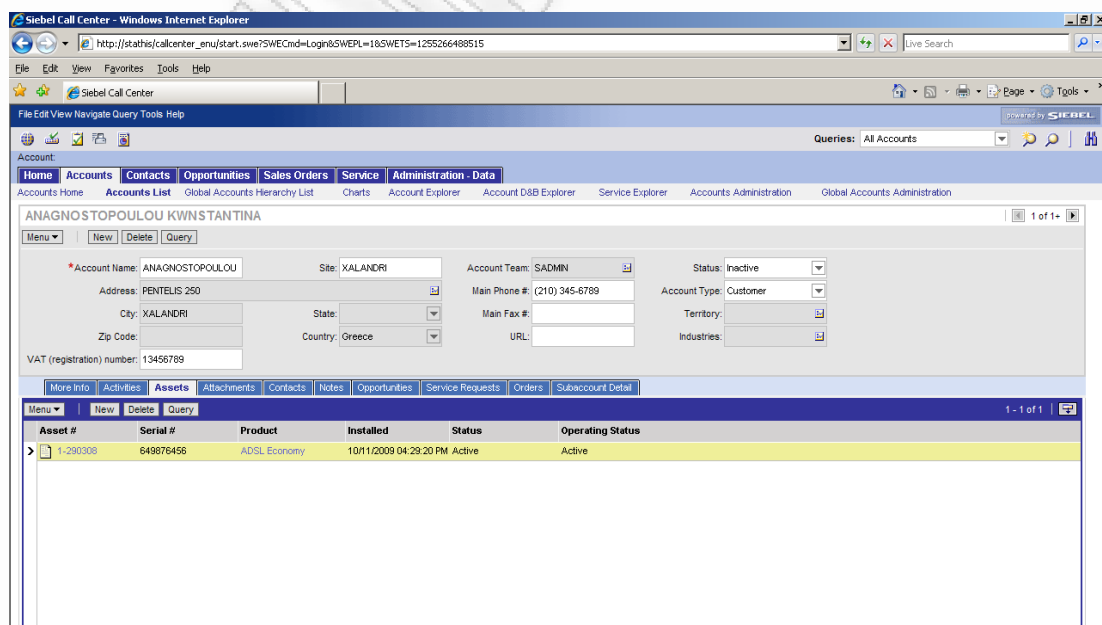 Siebel Call Center - Windows Internet Explorer
http://stathis/callcenter_enu/start.swe?SWECmd=Login&SWEPL=1&SWETS=1255266488515 Live Search
File Edit View Favorites Tools Help
Siebel Call Center Page Tools
File Edit View Navigate Query Tools Help powered by SIEBEL.
Queries: All Accounts
Account:
Home Accounts Contacts Opportunities Sales Orders Service Administration - Data
Accounts Home Accounts List Global Accounts Hierarchy List Charts Account Explorer Account D&B Explorer Service Explorer Accounts Administration Global Accounts Administration
ANAGNOSTOPOULOU KWNSTANTINA 1 of 1+
Menu New Delete Query
*Account Name: ANAGNOSTOPOULOU Site: XALANDRI Account Team: SADMIN Status: Inactive
Address: PENTELIS 250 Main Phone #: (210) 345-6789 Account Type: Customer
City: XALANDRI State: Main Fax #: Territory:
Zip Code: Country: Greece URL: Industries:
VAT (registration) number: 13456789
More Info Activities Assets Attachments Contacts Notes Opportunities Service Requests Orders Subaccount Detail
Menu New Delete Query 1 - 1 of 1
Asset # Serial # Product Installed Status Operating Status
1-290308 649876456 ADSL Economy 10/11/2009 04:29:20 PM Active Active